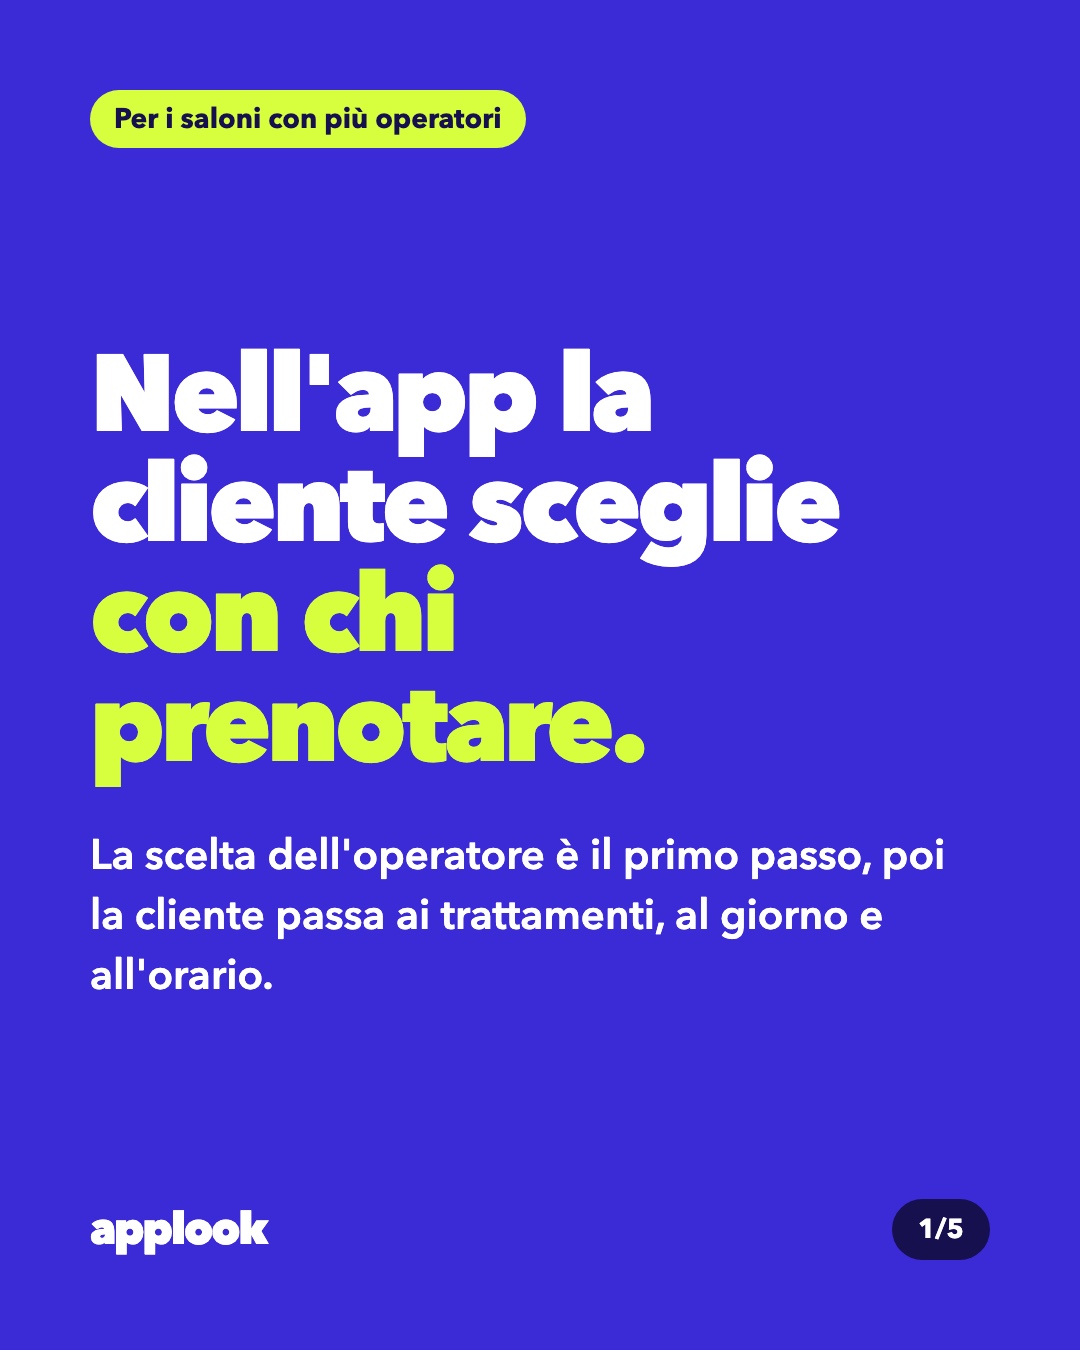 Per i saloni con più operatori
Nell'app la
cliente sceglie
con chi
prenotare.
La scelta dell'operatore è il primo passo, poi
la cliente passa ai trattamenti, al giorno e
all'orario.
applook
1/5